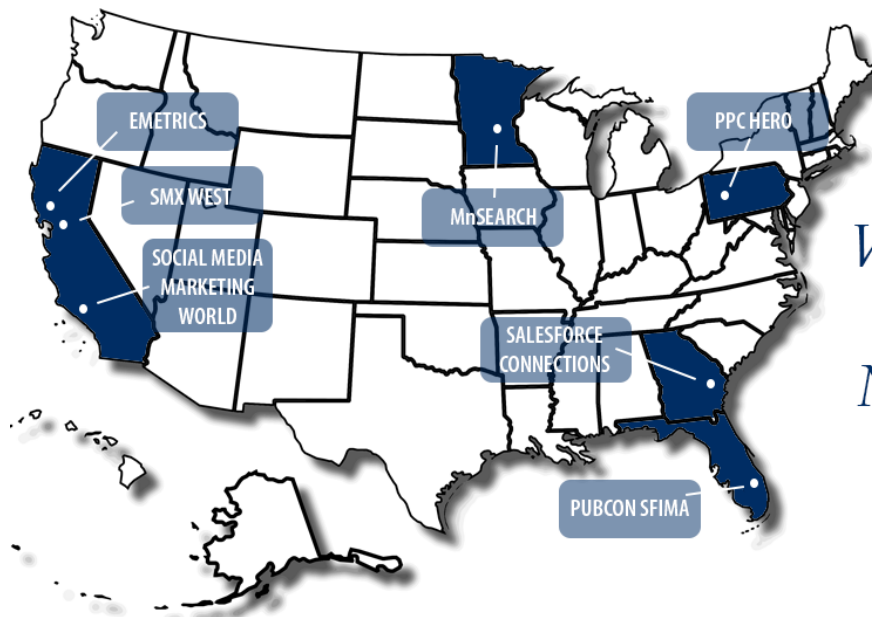 EMETRICS
PPC HERO
SMX WEST
MnSEARCH
SOCIAL MEDIA
MARKETING
WORLD
SALESFORCE
CONNECTIONS
PUBCON SFIMA